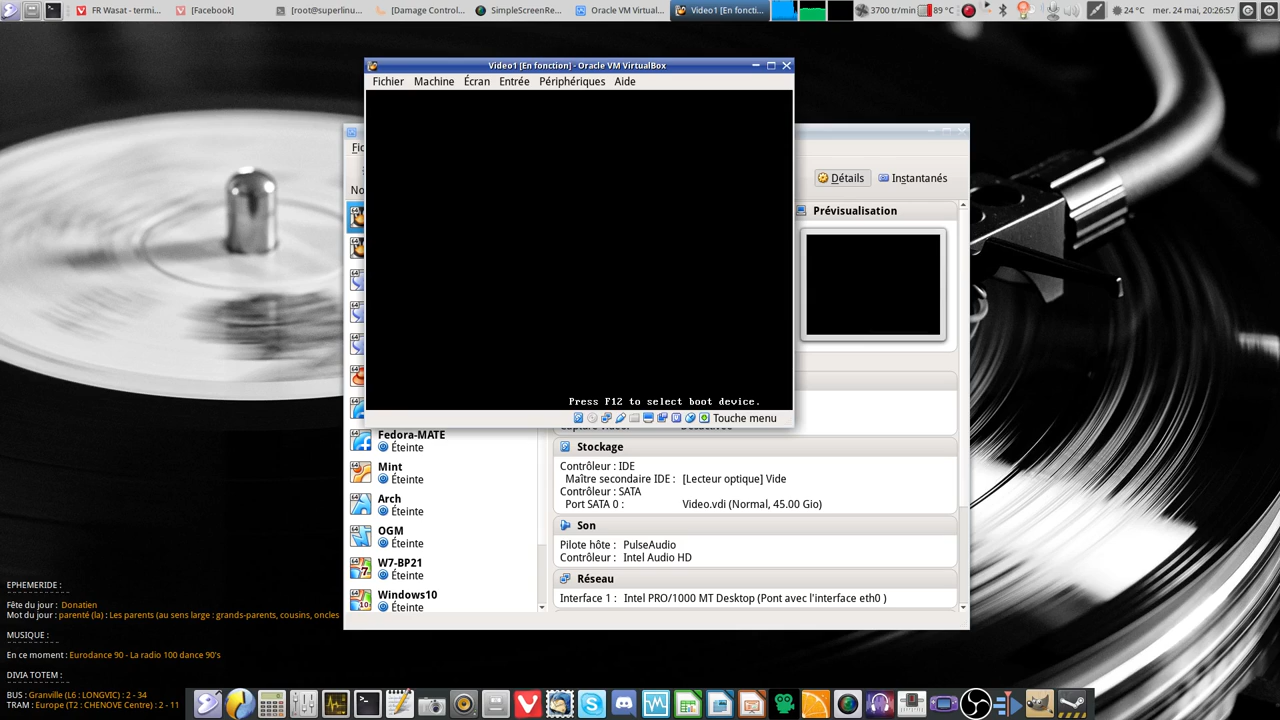 FR Wasat - termi...
[Facebook]
[root@superlinu...
[Damage Control...
SimpleScreenRe...
Oracle VM Virtual...
Video1 [En foncti...
3700 tr/min
89 °C
24 °C
mer. 24 mai, 20:26:57
Video1 [En fonction] - Oracle VM VirtualBox
Fichier Machine Écran Entrée Périphériques Aide
Fic
No
Détails
Instantanés
Prévisualisation
Press F12 to select boot device.
Touche menu
Fedora-MATE
Éteinte
Mint
Éteinte
Arch
Éteinte
OGM
Éteinte
W7-BP21
Éteinte
Windows10
Éteinte
Stockage
Contrôleur : IDE
Maître secondaire IDE : [Lecteur optique] Vide
Contrôleur : SATA
Port SATA 0 : Video.vdi (Normal, 45.00 Gio)
Son
Pilote hôte : PulseAudio
Contrôleur : Intel Audio HD
Réseau
Interface 1 : Intel PRO/1000 MT Desktop (Pont avec l'interface eth0 )
EPHEMERIDE :
Fête du jour : Donatien
Mot du jour : parenté (la) : Les parents (au sens large : grands-parents, cousins, oncles
MUSIQUE :
En ce moment : Eurodance 90 - La radio 100 dance 90's
DIVIA TOTEM :
BUS : Granville (L6 : LONGVIC) : 2 - 34
TRAM : Europe (T2 : CHENOVE Centre) : 2 - 11